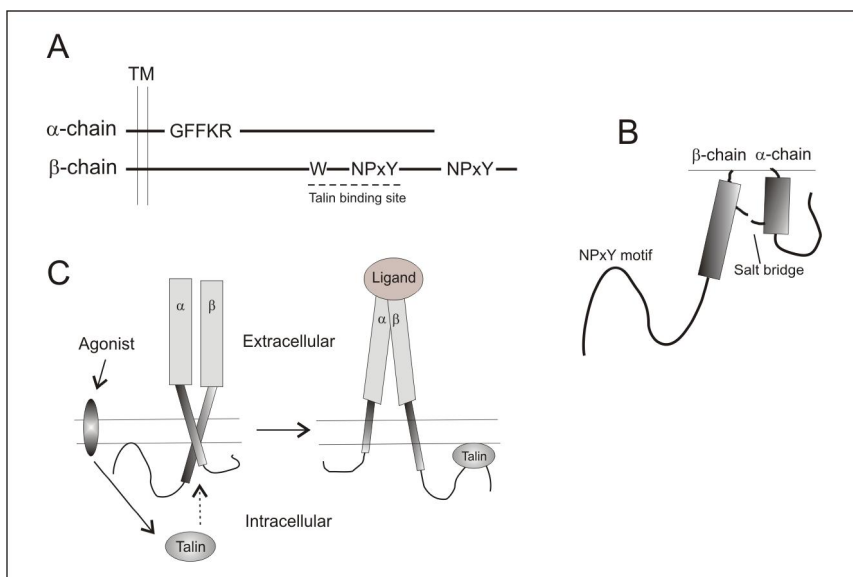 A
TM
α-chain GFFKR
β-chain W NPxY NPxY
Talin binding site
B
β-chain α-chain
NPxY motif
Salt bridge
C
Ligand
α β
α β
Agonist
Extracellular
Talin
Intracellular
Talin